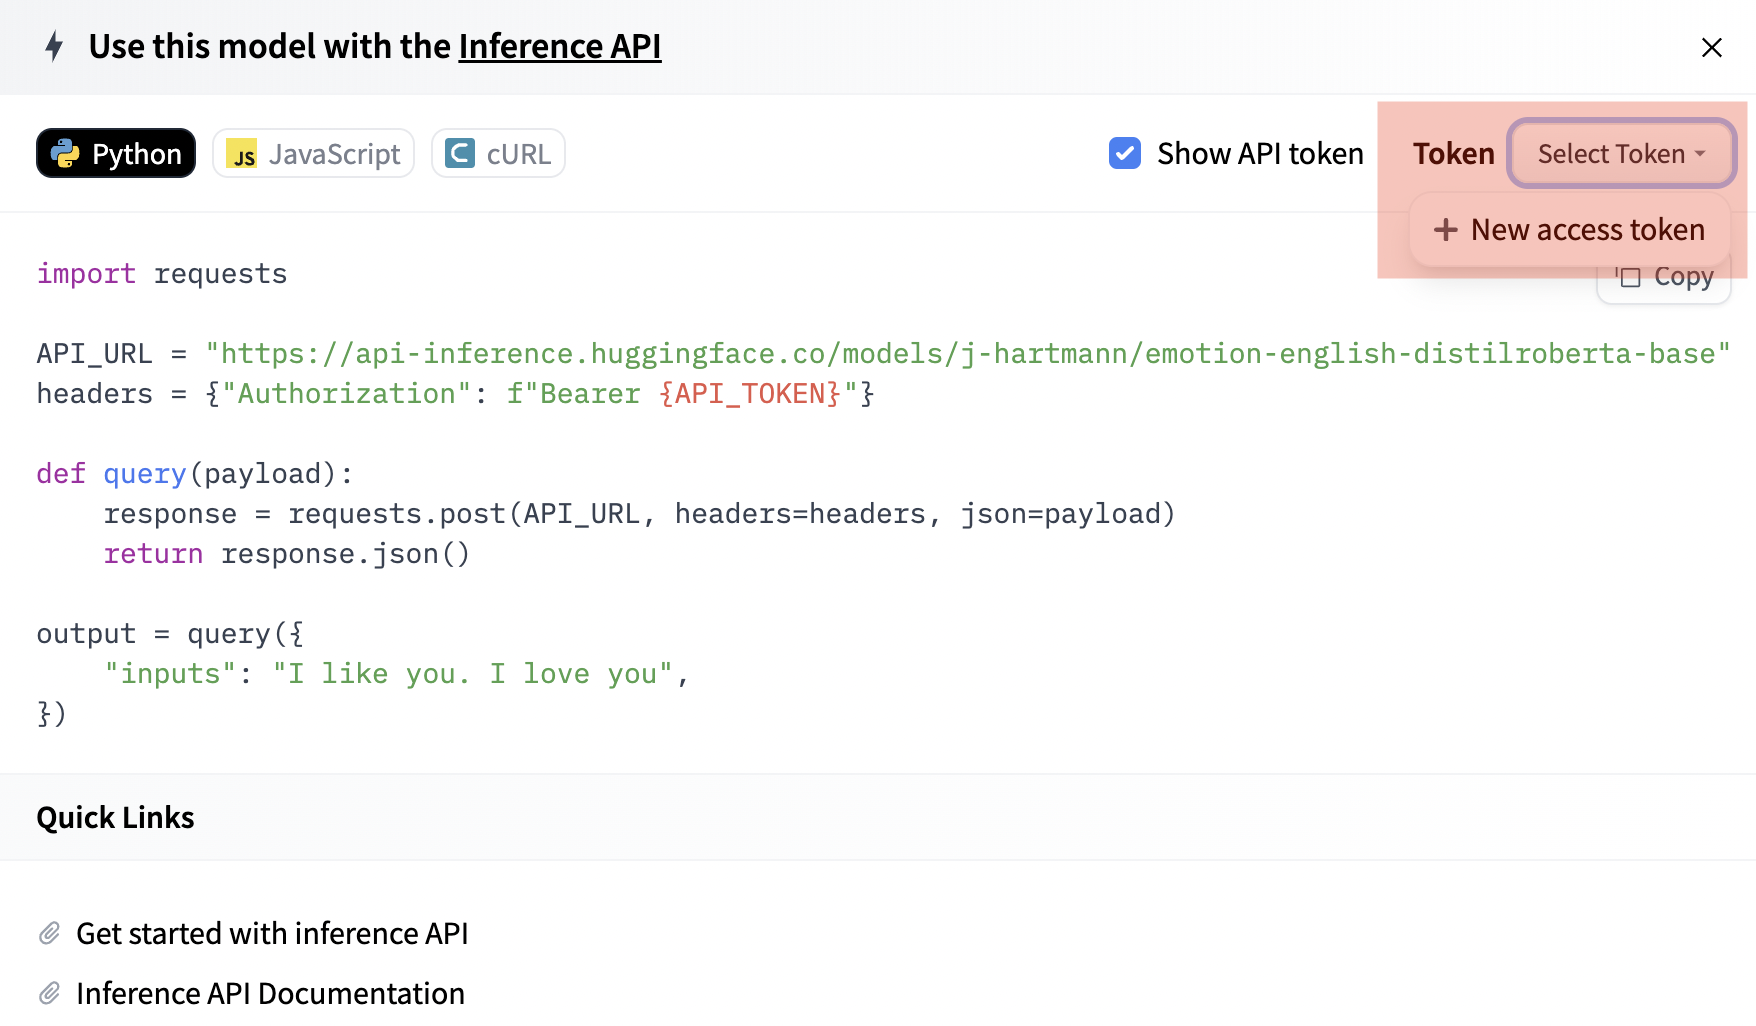 Use this model with the Inference API
Python JS JavaScript C cURL Show API token Token Select Token
New access token
Copy
import requests
API_URL = "https://api-inference.huggingface.co/models/j-hartmann/emotion-english-distilroberta-base"
headers = {"Authorization": f"Bearer {API_TOKEN}"}
def query(payload):
    response = requests.post(API_URL, headers=headers, json=payload)
    return response.json()
output = query({
    "inputs": "I like you. I love you",
})
Quick Links
Get started with inference API
Inference API Documentation